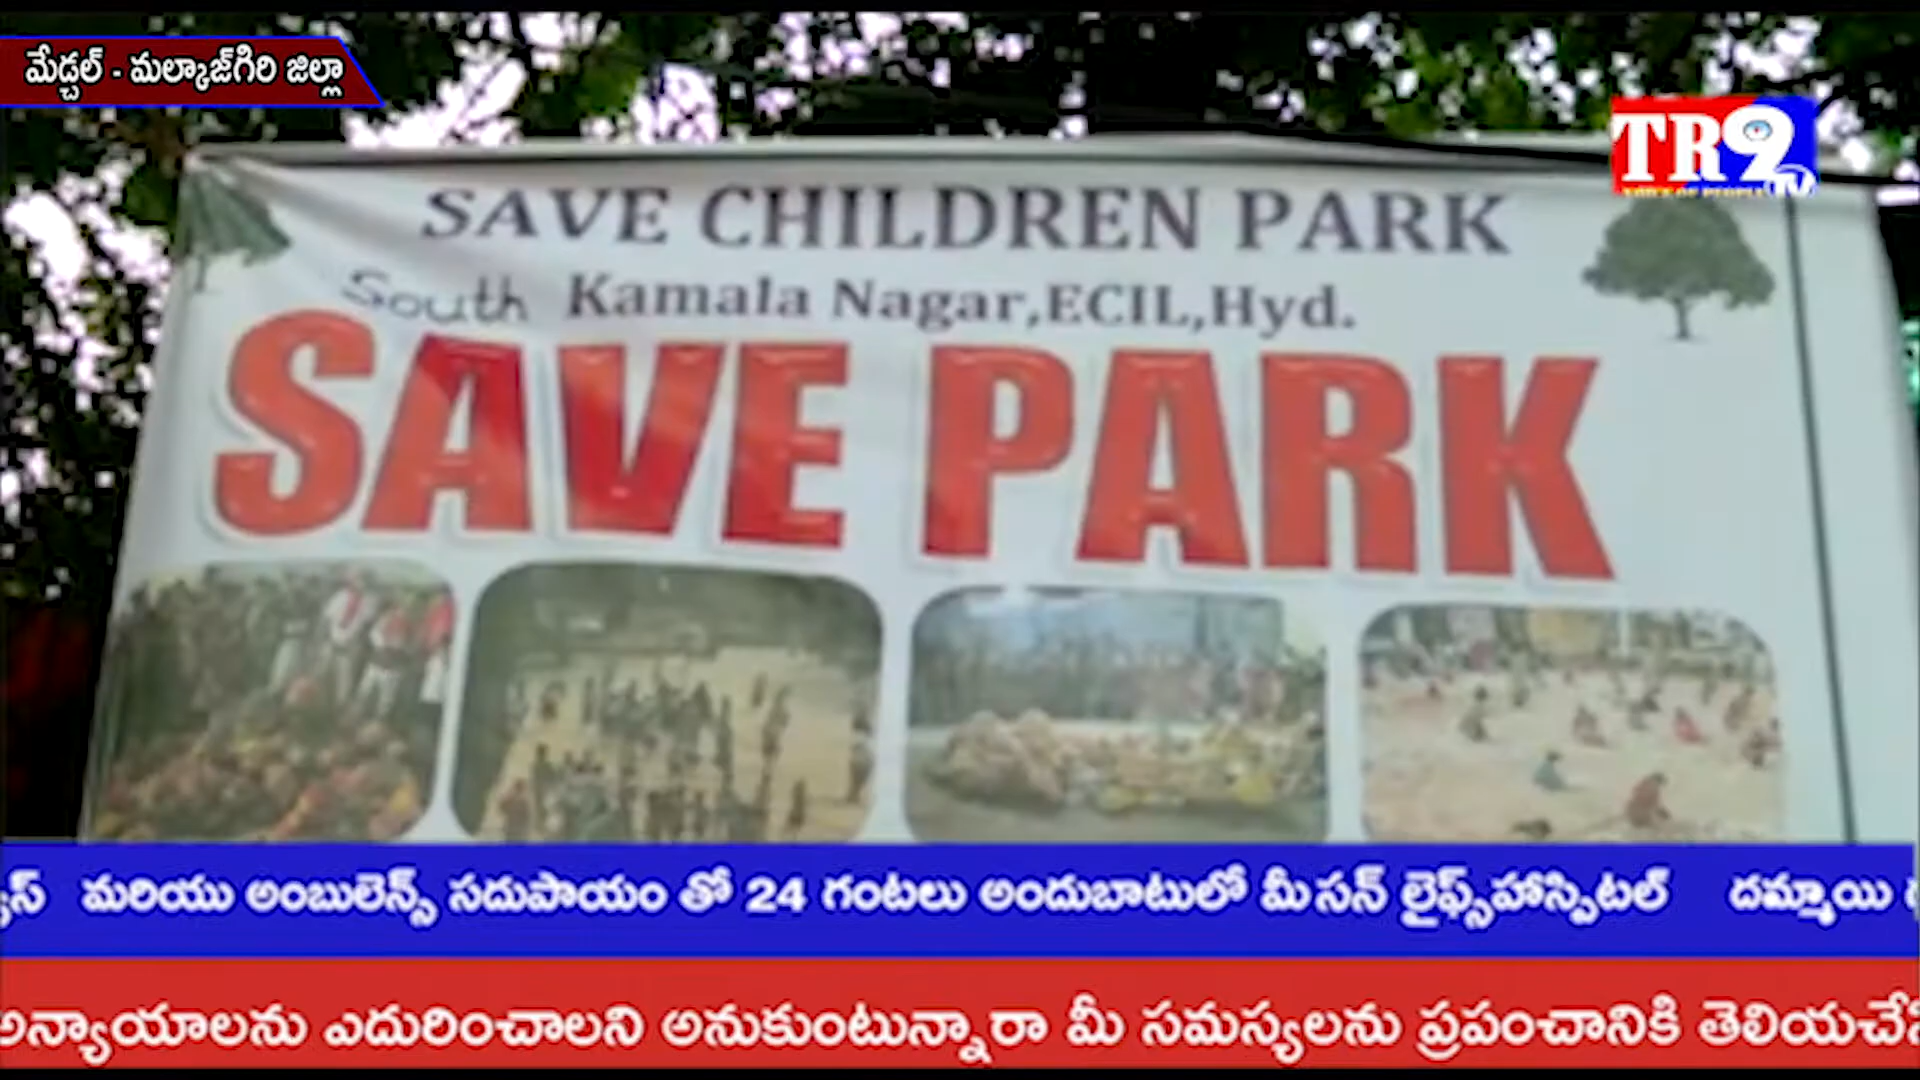 మేడ్చల్ - మల్కాజ్‌గిరి జిల్లా
TR9
TV
SAVE CHILDREN PARK
South Kamala Nagar,ECIL,Hyd.
SAVE PARK
మరియు అంబులెన్స్ సదుపాయం తో 24 గంటలు అందుబాటులో మీ సన్ లైఫ్స్‌హాస్పిటల్ దమ్మాయి
అన్యాయాలను ఎదురించాలని అనుకుంటున్నారా మీ సమస్యలను ప్రపంచానికి తెలియచేసే